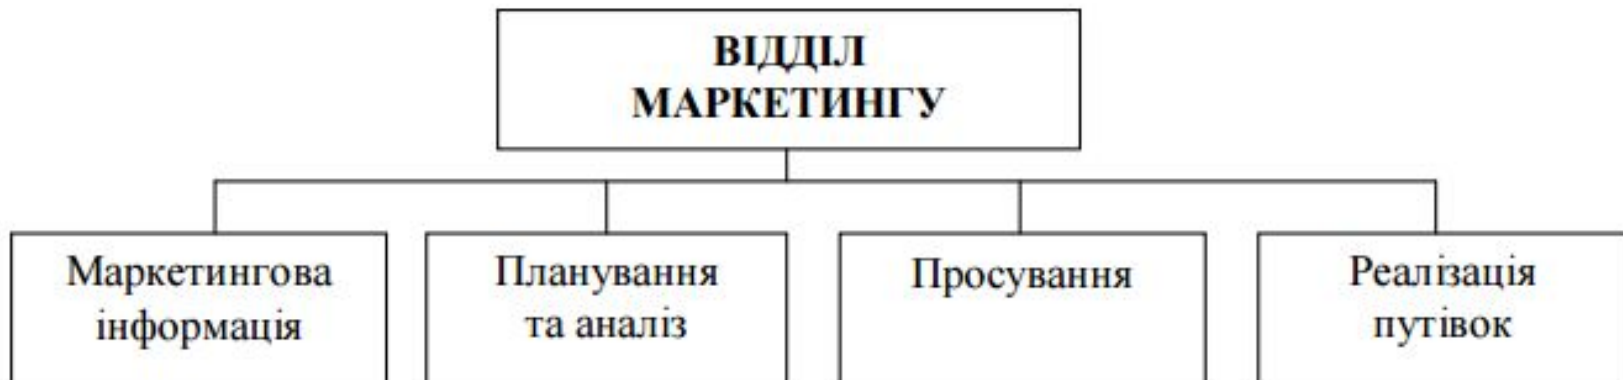 ВІДДІЛ
МАРКЕТИНГУ
Маркетингова
інформація
Планування
та аналіз
Просування
Реалізація
путівок